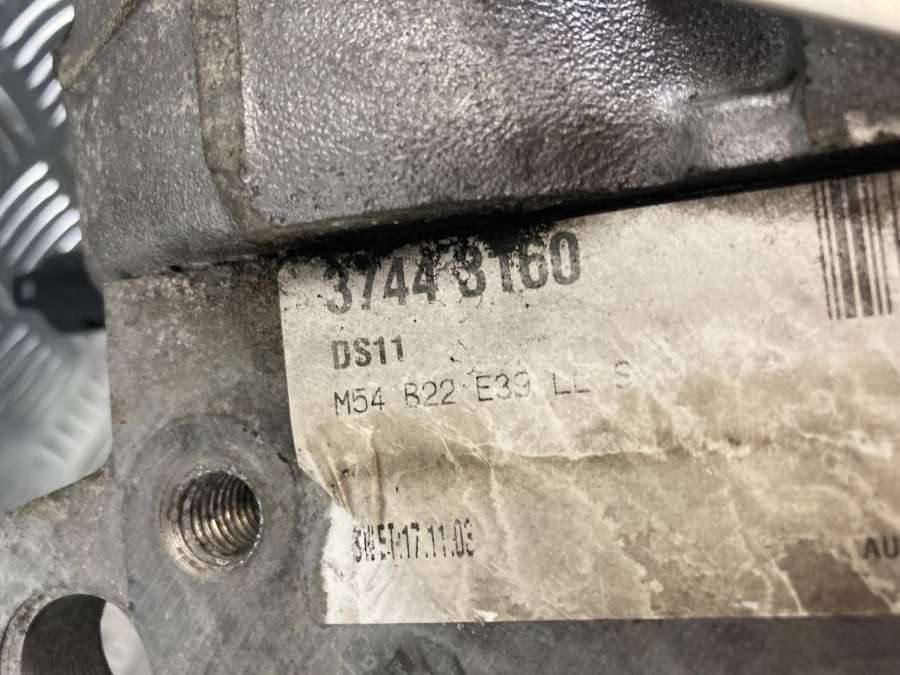 3744 8160
DS11
M54 B22 E39 LL S
17.11.03
AU